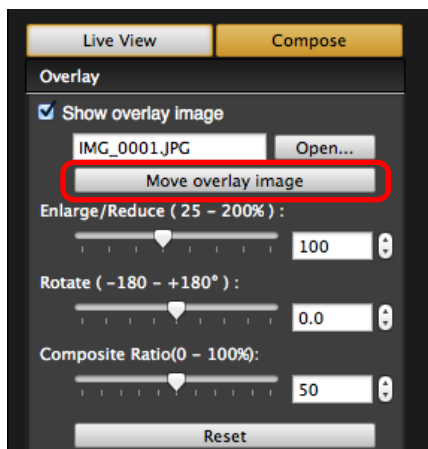 Live View Compose
Overlay
Show overlay image
IMG_0001.JPG Open...
Move overlay image
Enlarge/Reduce ( 25 – 200% ) :
100
Rotate ( –180 – +180° ) :
0.0
Composite Ratio(0 – 100%):
50
Reset